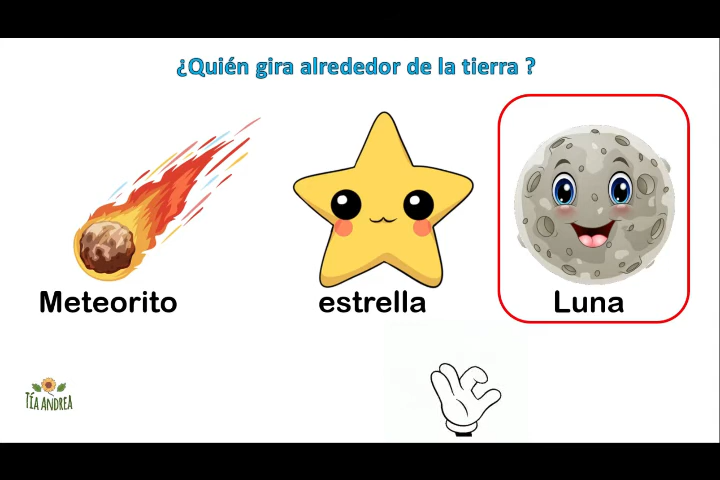 ¿Quién gira alrededor de la tierra ?
Meteorito
estrella
Luna
TÍA ANDREA